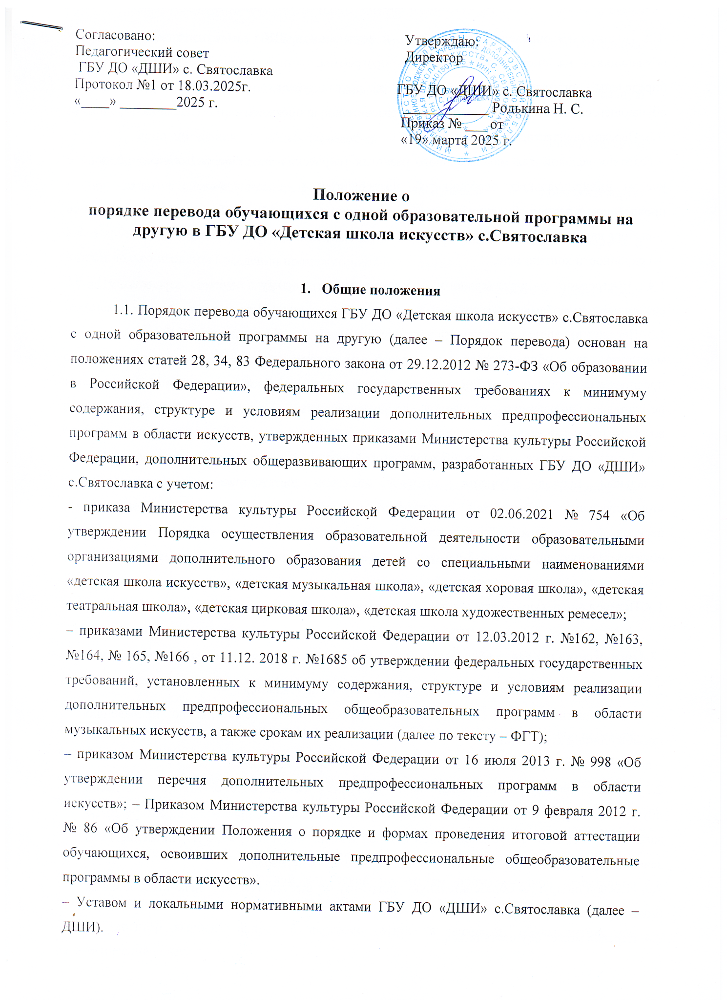 Согласовано:
Педагогический совет
ГБУ ДО «ДШИ» с. Святославка
Протокол №1 от 18.03.2025г.
«____» ________2025 г.
Утверждаю:
Директор
ГБУ ДО «ДШИ» с. Святославка
____________ Родькина Н. С.
Приказ № ___ от
«19» марта 2025 г.
Положение о
порядке перевода обучающихся с одной образовательной программы на
другую в ГБУ ДО «Детская школа искусств» с.Святославка
1. Общие положения
1.1. Порядок перевода обучающихся ГБУ ДО «Детская школа искусств» с.Святославка
с одной образовательной программы на другую (далее – Порядок перевода) основан на
положениях статей 28, 34, 83 Федерального закона от 29.12.2012 № 273-ФЗ «Об образовании
в Российской Федерации», федеральных государственных требованиях к минимуму
содержания, структуре и условиям реализации дополнительных предпрофессиональных
программ в области искусств, утвержденных приказами Министерства культуры Российской
Федерации, дополнительных общеразвивающих программ, разработанных ГБУ ДО «ДШИ»
с.Святославка с учетом:
- приказа Министерства культуры Российской Федерации от 02.06.2021 № 754 «Об
утверждении Порядка осуществления образовательной деятельности образовательными
организациями дополнительного образования детей со специальными наименованиями
«детская школа искусств», «детская музыкальная школа», «детская хоровая школа», «детская
театральная школа», «детская цирковая школа», «детская школа художественных ремесел»;
– приказами Министерства культуры Российской Федерации от 12.03.2012 г. №162, №163,
№164, № 165, №166 , от 11.12. 2018 г. №1685 об утверждении федеральных государственных
требований, установленных к минимуму содержания, структуре и условиям реализации
дополнительных предпрофессиональных общеобразовательных программ в области
музыкальных искусств, а также срокам их реализации (далее по тексту – ФГТ);
– приказом Министерства культуры Российской Федерации от 16 июля 2013 г. № 998 «Об
утверждении перечня дополнительных предпрофессиональных программ в области
искусств»; – Приказом Министерства культуры Российской Федерации от 9 февраля 2012 г.
№ 86 «Об утверждении Положения о порядке и формах проведения итоговой аттестации
обучающихся, освоивших дополнительные предпрофессиональные общеобразовательные
программы в области искусств».
– Уставом и локальными нормативными актами ГБУ ДО «ДШИ» с.Святославка (далее –
ДШИ).